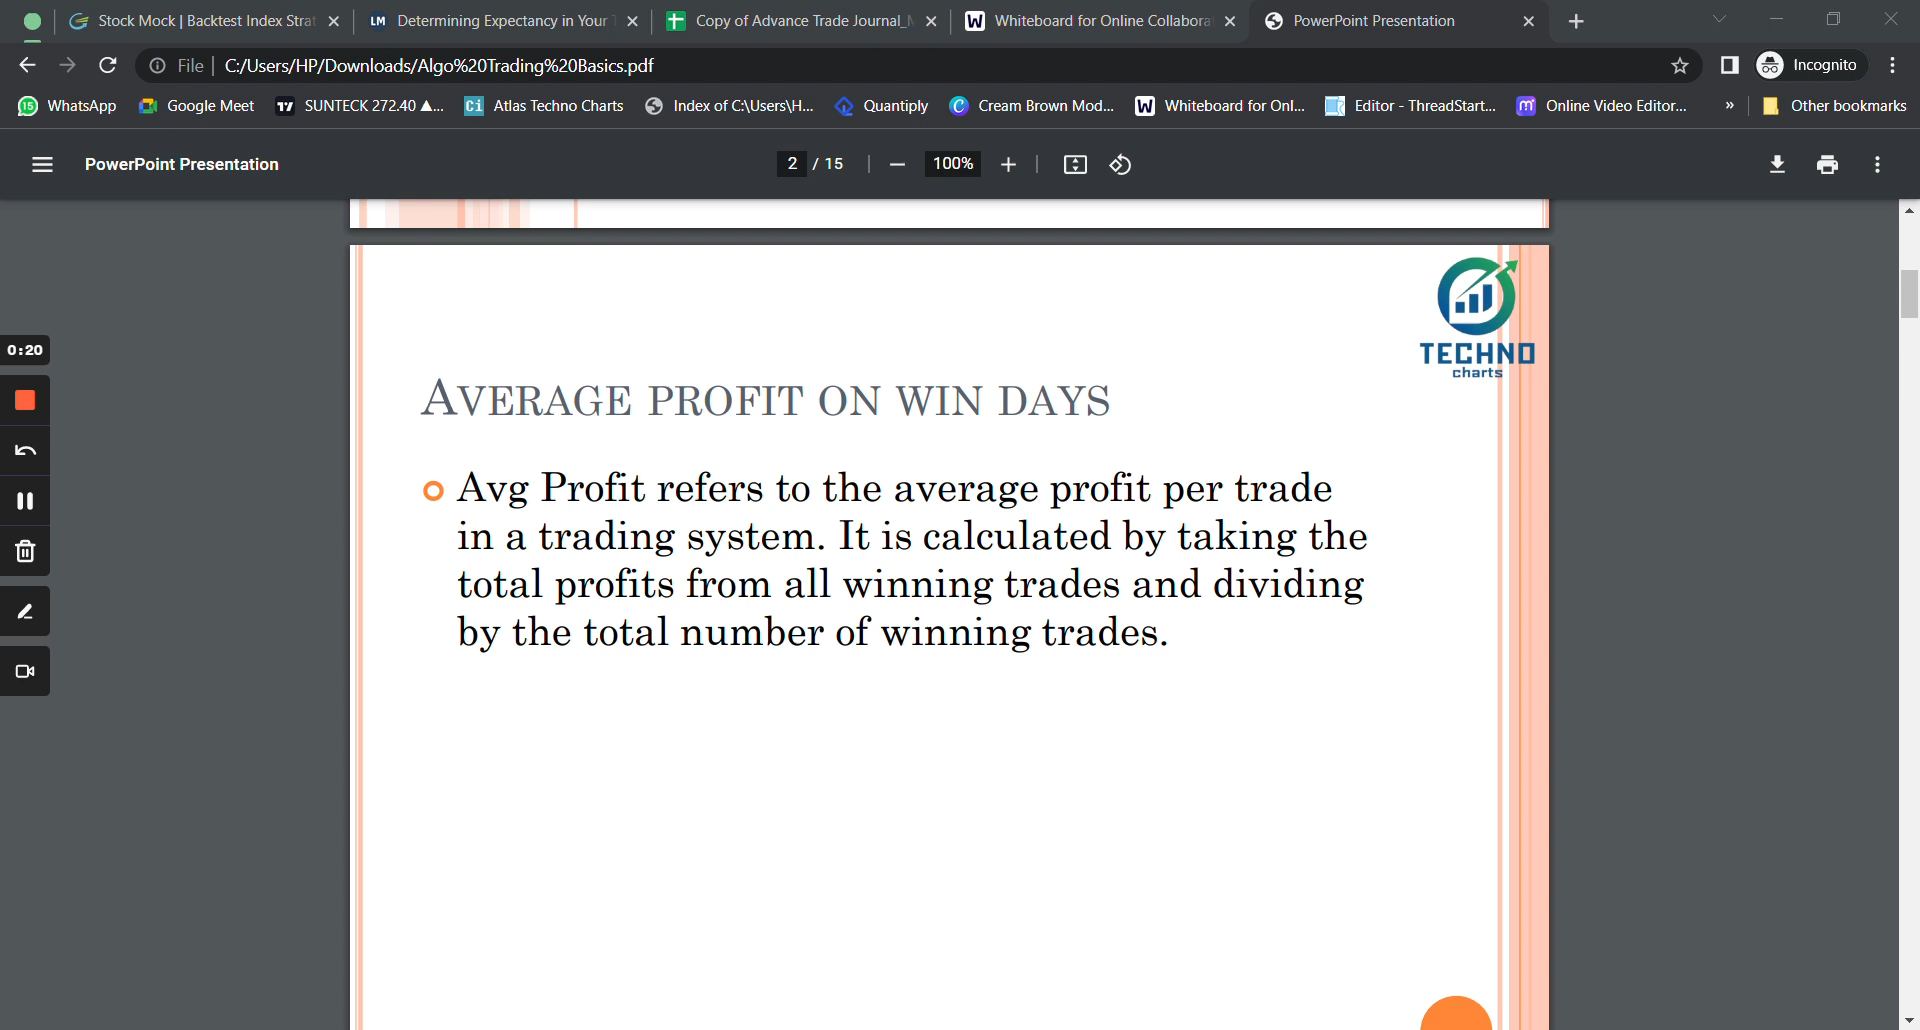 Stock Mock | Backtest Index Strat
LM Determining Expectancy in Your T
Copy of Advance Trade Journal_M
W Whiteboard for Online Collabora
PowerPoint Presentation
File C:/Users/HP/Downloads/Algo%20Trading%20Basics.pdf
Incognito
15 WhatsApp
Google Meet
SUNTECK 272.40 ▲...
Ci Atlas Techno Charts
Index of C:\Users\H...
Quantiply
C Cream Brown Mod...
W Whiteboard for Onl...
Editor - ThreadStart...
m Online Video Editor...
»
Other bookmarks
PowerPoint Presentation
2 / 15
100%
TECHNO
charts
0:20
AVERAGE PROFIT ON WIN DAYS
Avg Profit refers to the average profit per trade
in a trading system. It is calculated by taking the
total profits from all winning trades and dividing
by the total number of winning trades.